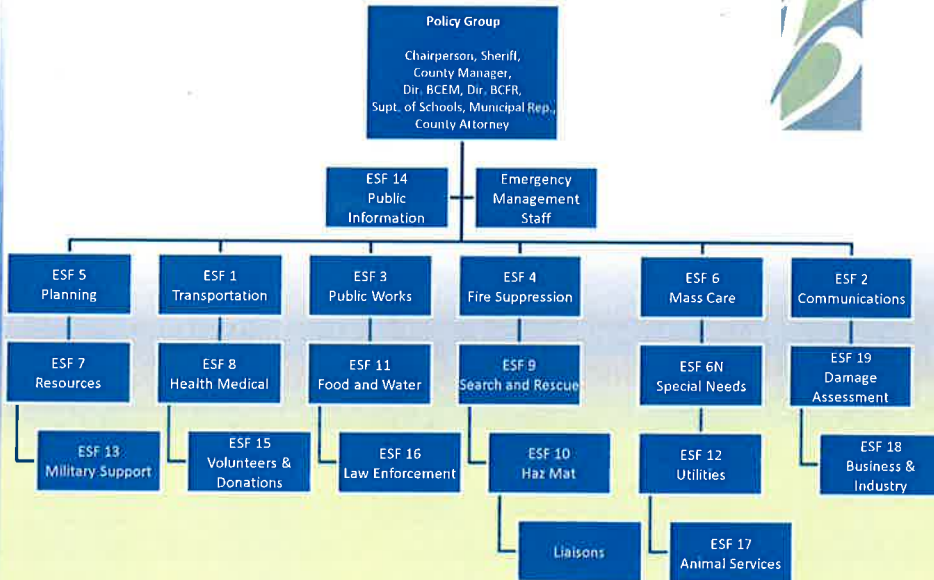 Policy Group
Chairperson, Sheriff,
County Manager,
Dir. BCEM, Dir. BCFR,
Supt. of Schools, Municipal Rep.,
County Attorney
ESF 14
Public
Information
Emergency
Management
Staff
ESF 5
Planning
ESF 1
Transportation
ESF 3
Public Works
ESF 4
Fire Suppression
ESF 6
Mass Care
ESF 2
Communications
ESF 7
Resources
ESF 8
Health Medical
ESF 11
Food and Water
ESF 9
Search and Rescue
ESF 6N
Special Needs
ESF 19
Damage
Assessment
ESF 13
Military Support
ESF 15
Volunteers &
Donations
ESF 16
Law Enforcement
ESF 10
Haz Mat
ESF 12
Utilities
ESF 18
Business &
Industry
Liaisons
ESF 17
Animal Services